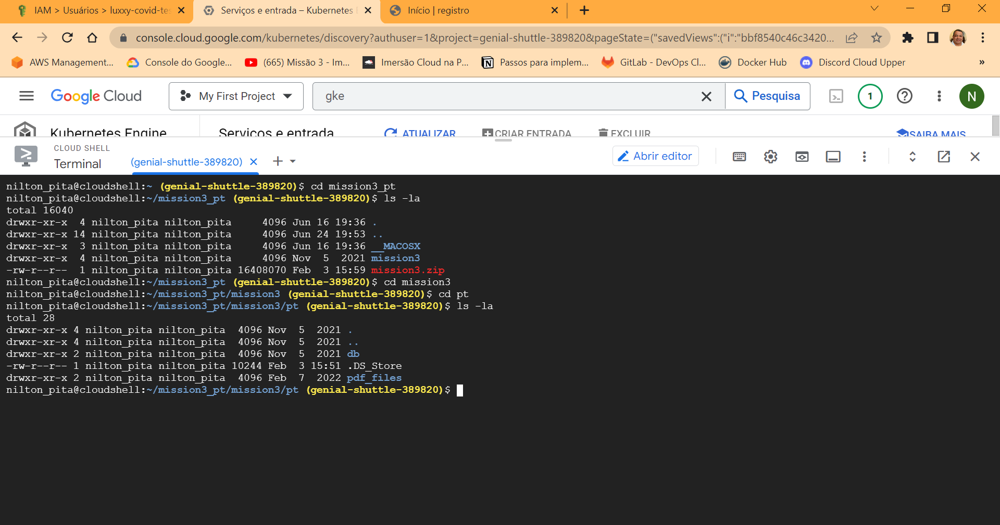 IAM > Usuários > luxxy-covid-tes
Serviços e entrada – Kubernetes
Início | registro
console.cloud.google.com/kubernetes/discovery?authuser=1&project=genial-shuttle-389820&pageState=("savedViews":("i":"bbf8540c46c3420...
AWS Management...
Console do Google...
(665) Missão 3 - Im...
Imersão Cloud na P...
Passos para implem...
GitLab - DevOps Cl...
Docker Hub
Discord Cloud Upper
»
Google Cloud
My First Project
gke
Pesquisa
1
N
Kubernetes Engine
Serviços e entrada
ATUALIZAR
CRIAR ENTRADA
EXCLUIR
SAIBA MAIS
CLOUD SHELL
Terminal
(genial-shuttle-389820)
Abrir editor
nilton_pita@cloudshell:~ (genial-shuttle-389820)$ cd mission3_pt
nilton_pita@cloudshell:~/mission3_pt (genial-shuttle-389820)$ ls -la
total 16040
drwxr-xr-x  4 nilton_pita nilton_pita     4096 Jun 16 19:36 .
drwxr-xr-x 14 nilton_pita nilton_pita     4096 Jun 24 19:53 ..
drwxr-xr-x  3 nilton_pita nilton_pita     4096 Jun 16 19:36 __MACOSX
drwxr-xr-x  4 nilton_pita nilton_pita     4096 Nov  5  2021 mission3
-rw-r--r--  1 nilton_pita nilton_pita 16408070 Feb  3 15:59 mission3.zip
nilton_pita@cloudshell:~/mission3_pt (genial-shuttle-389820)$ cd mission3
nilton_pita@cloudshell:~/mission3_pt/mission3 (genial-shuttle-389820)$ cd pt
nilton_pita@cloudshell:~/mission3_pt/mission3/pt (genial-shuttle-389820)$ ls -la
total 28
drwxr-xr-x 4 nilton_pita nilton_pita  4096 Nov  5  2021 .
drwxr-xr-x 4 nilton_pita nilton_pita  4096 Nov  5  2021 ..
drwxr-xr-x 2 nilton_pita nilton_pita  4096 Nov  5  2021 db
-rw-r--r-- 1 nilton_pita nilton_pita 10244 Feb  3 15:51 .DS_Store
drwxr-xr-x 2 nilton_pita nilton_pita  4096 Feb  7  2022 pdf_files
nilton_pita@cloudshell:~/mission3_pt/mission3/pt (genial-shuttle-389820)$